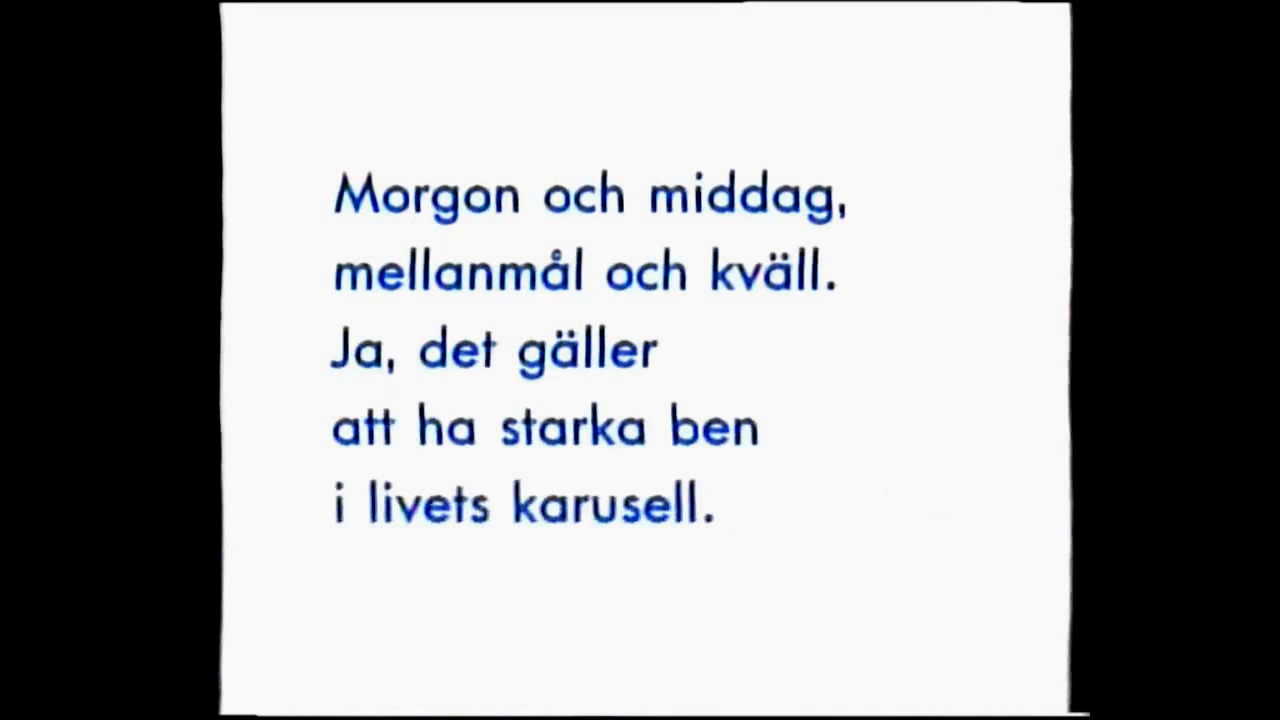 Morgon och middag,
mellanmål och kväll.
Ja, det gäller
att ha starka ben
i livets karusell.